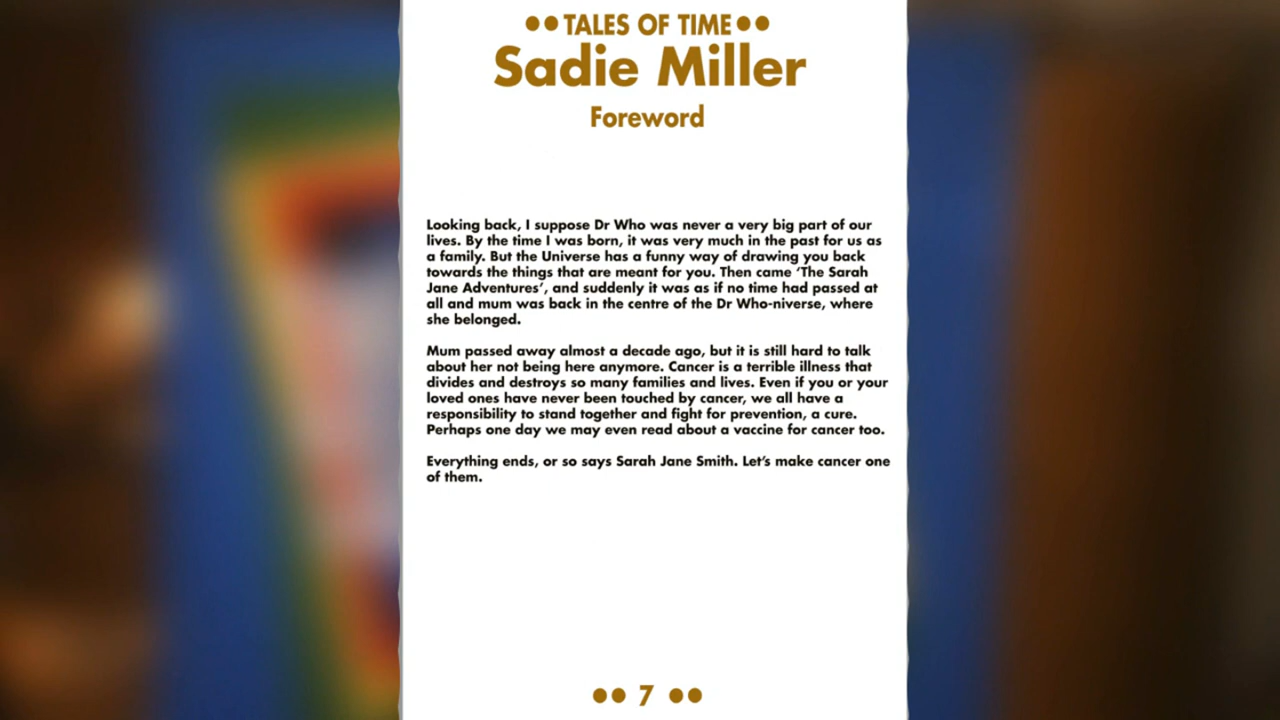 ••TALES OF TIME••
Sadie Miller
Foreword
Looking back, I suppose Dr Who was never a very big part of our
lives. By the time I was born, it was very much in the past for us as
a family. But the Universe has a funny way of drawing you back
towards the things that are meant for you. Then came ‘The Sarah
Jane Adventures’, and suddenly it was as if no time had passed at
all and mum was back in the centre of the Dr Who-niverse, where
she belonged.
Mum passed away almost a decade ago, but it is still hard to talk
about her not being here anymore. Cancer is a terrible illness that
divides and destroys so many families and lives. Even if you or your
loved ones have never been touched by cancer, we all have a
responsibility to stand together and fight for prevention, a cure.
Perhaps one day we may even read about a vaccine for cancer too.
Everything ends, or so says Sarah Jane Smith. Let’s make cancer one
of them.
•• 7 ••